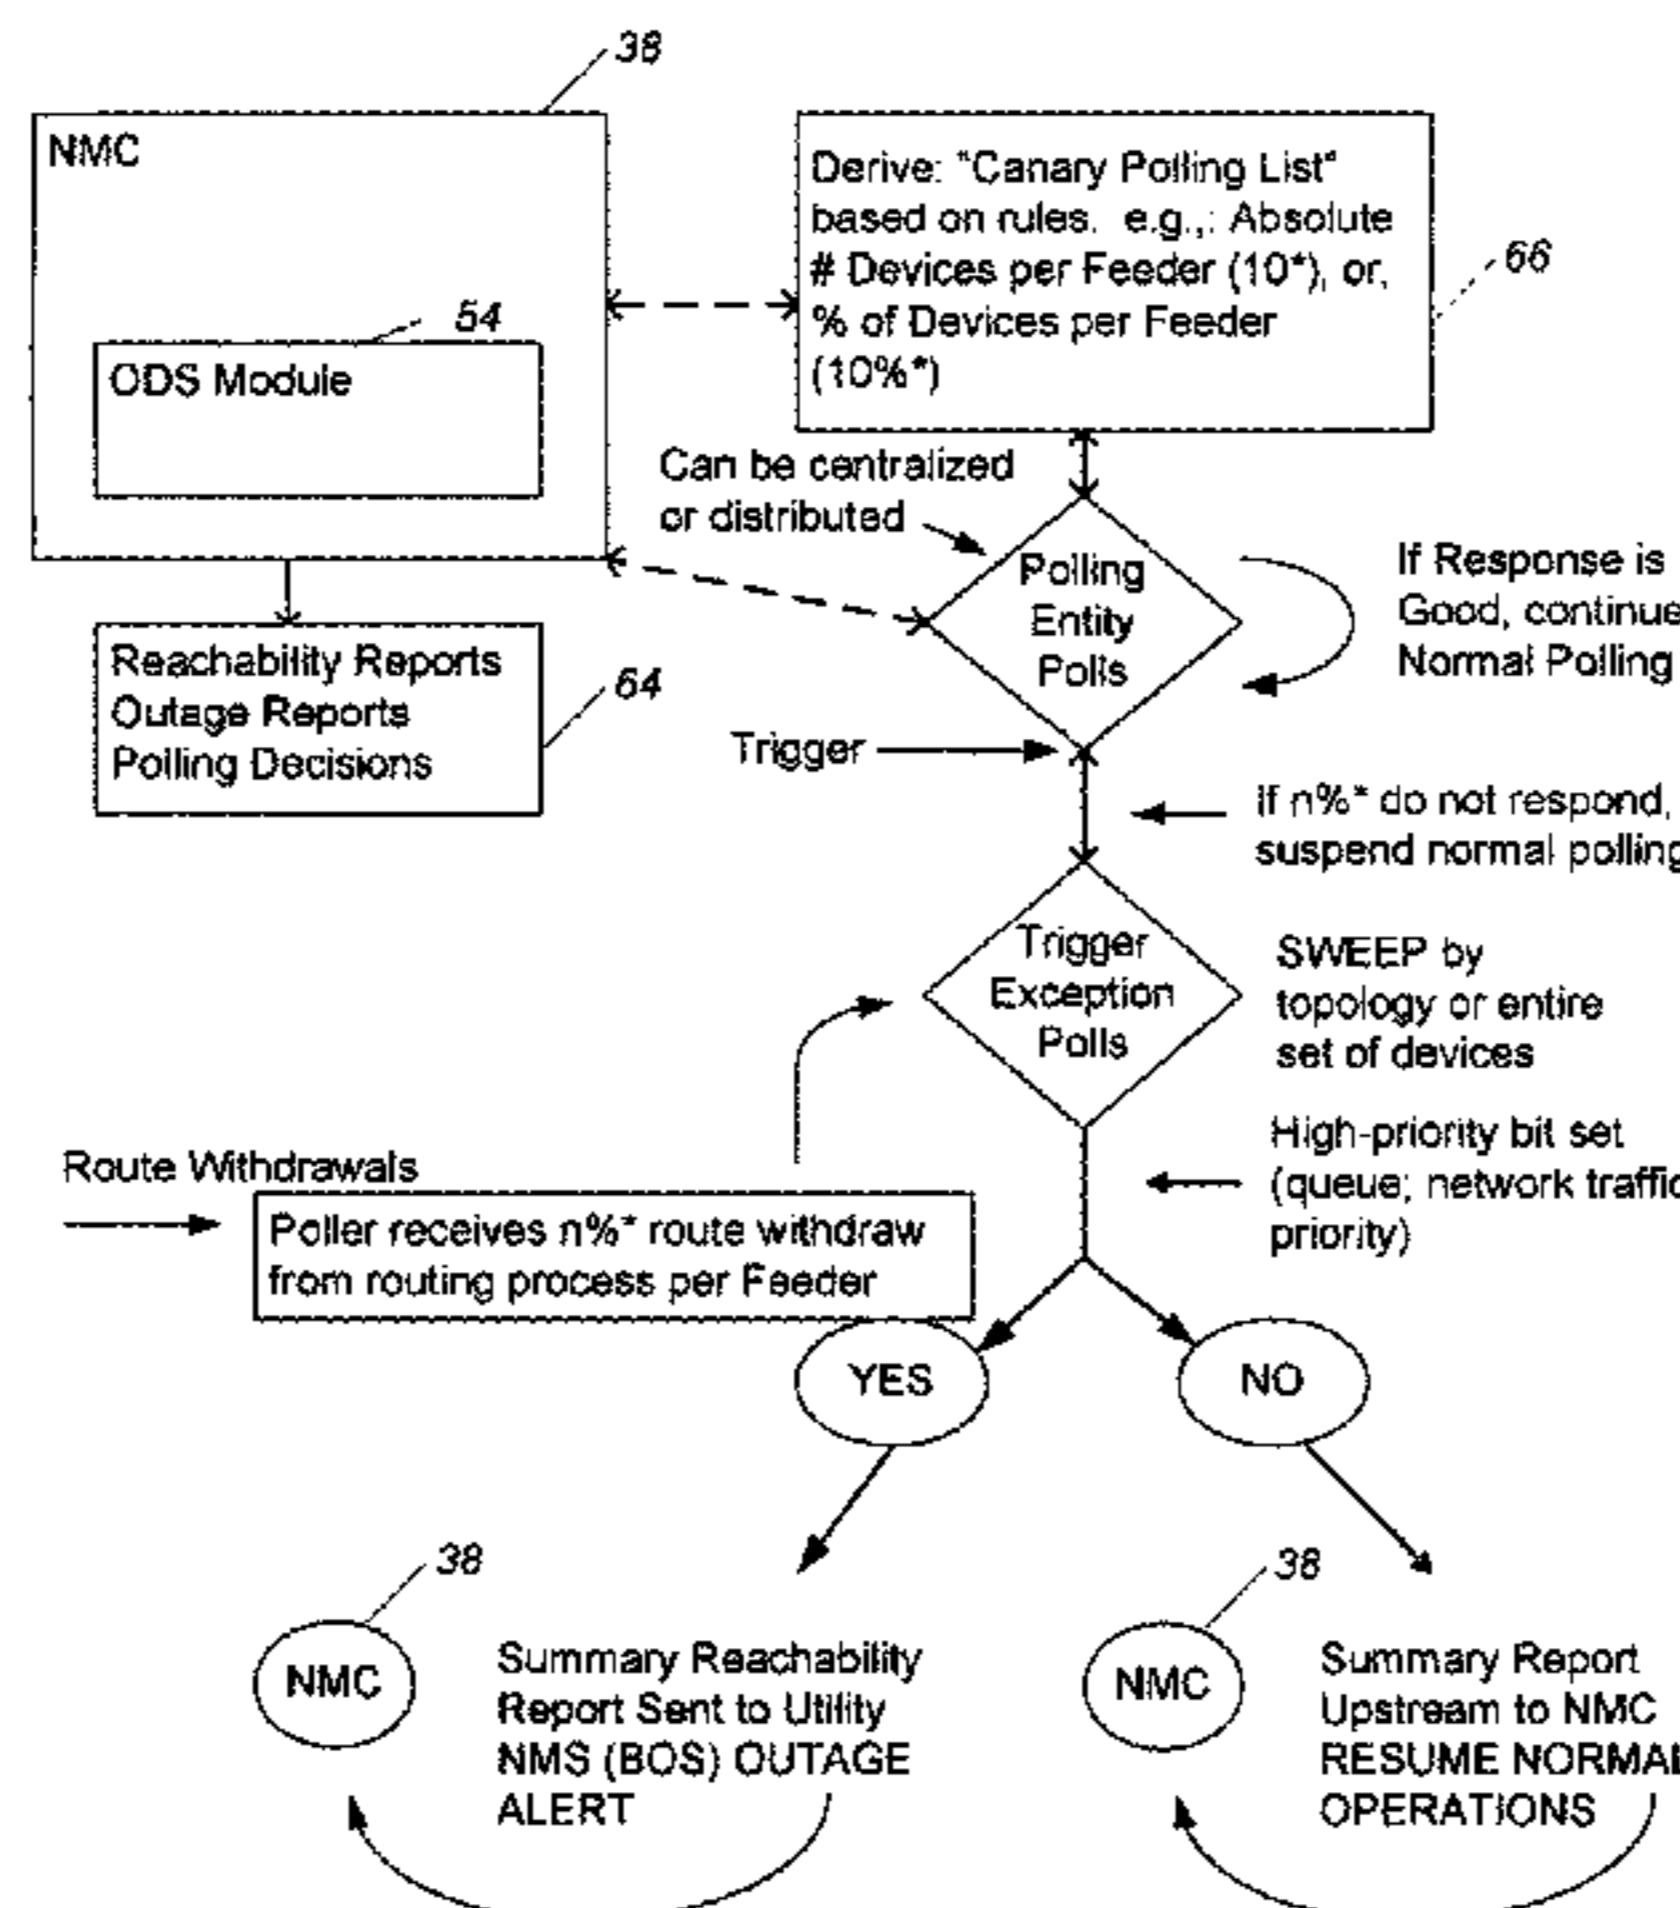 38
NMC
54
ODS Module
Derive: "Canary Polling List"
based on rules. e.g.,: Absolute
# Devices per Feeder (10*), or,
% of Devices per Feeder
(10%*)
66
Can be centralized
or distributed
Polling
Entity
Polls
If Response is
Good, continue
Normal Polling
Reachability Reports
Outage Reports
Polling Decisions
64
Trigger
If n%* do not respond,
suspend normal polling
Trigger
Exception
Polls
SWEEP by
topology or entire
set of devices
High-priority bit set
(queue; network traffic
priority)
Route Withdrawals
Poller receives n%* route withdraw
from routing process per Feeder
YES
NO
38
NMC
Summary Reachability
Report Sent to Utility
NMS (BOS) OUTAGE
ALERT
38
NMC
Summary Report
Upstream to NMC
RESUME NORMAL
OPERATIONS